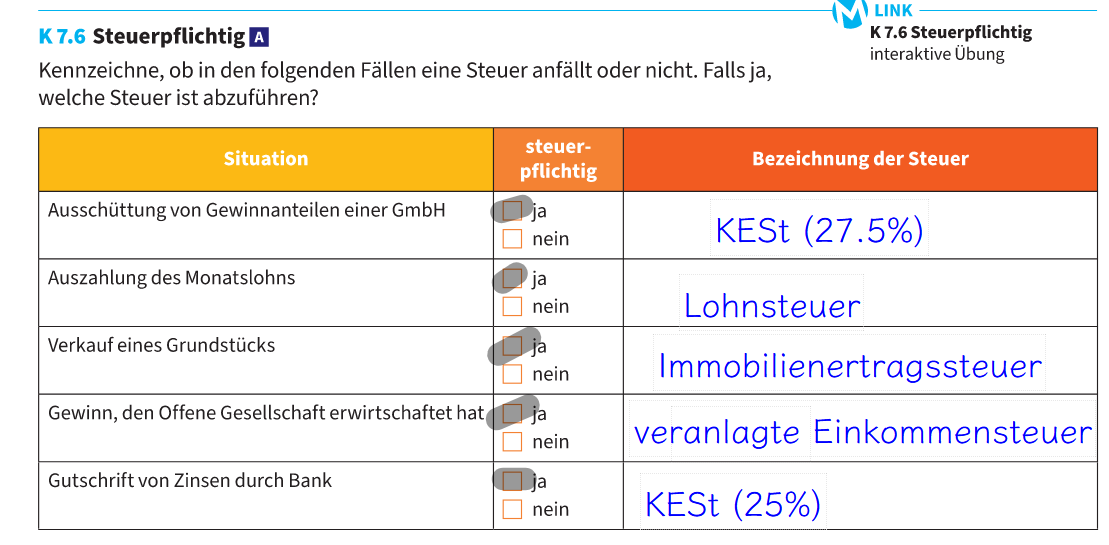 LINK
K 7.6 Steuerpflichtig A
K 7.6 Steuerpflichtig
interaktive Übung
Kennzeichne, ob in den folgenden Fällen eine Steuer anfällt oder nicht. Falls ja,
welche Steuer ist abzuführen?
Situation
steuer-
pflichtig
Bezeichnung der Steuer
Ausschüttung von Gewinnanteilen einer GmbH
ja
nein
KESt (27.5%)
Auszahlung des Monatslohns
ja
nein
Lohnsteuer
Verkauf eines Grundstücks
ja
nein
Immobilienertragssteuer
Gewinn, den Offene Gesellschaft erwirtschaftet hat
ja
nein
veranlagte Einkommensteuer
Gutschrift von Zinsen durch Bank
ja
nein
KESt (25%)